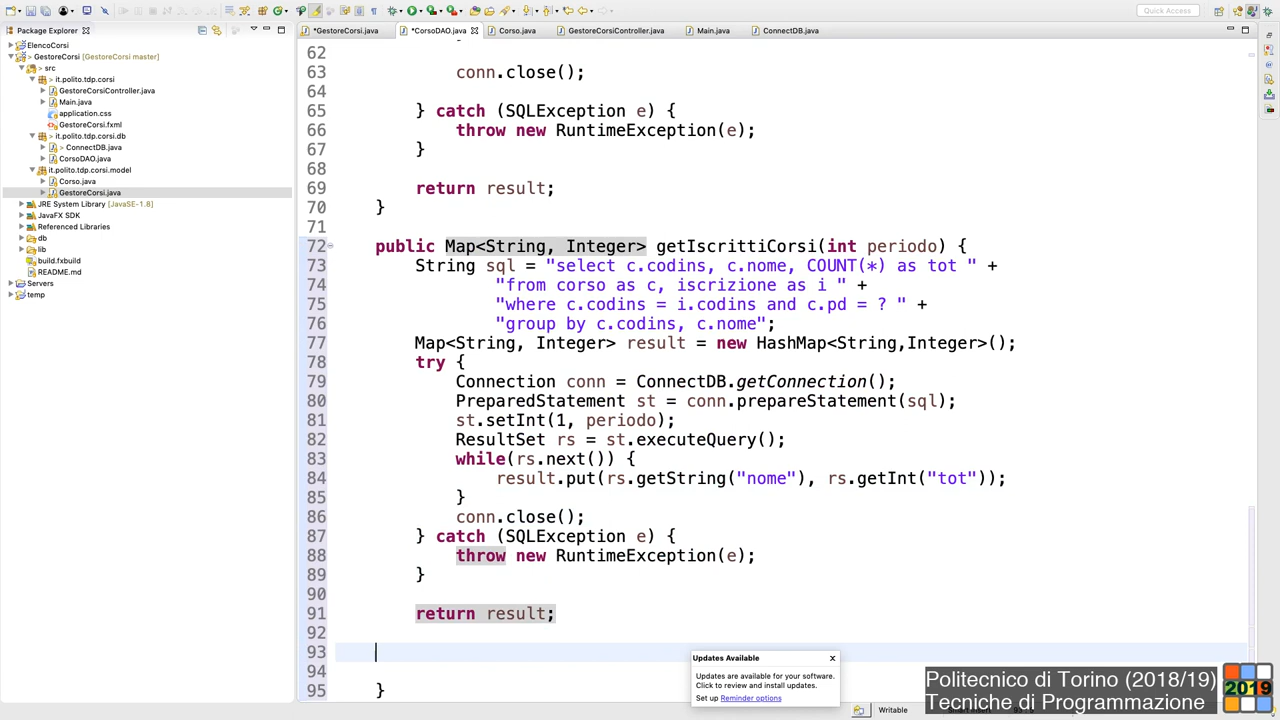 Quick Access
Package Explorer
*GestoreCorsi.java
*CorsoDAO.java
Corso.java
GestoreCorsiController.java
Main.java
ConnectDB.java
ElencoCorsi
> GestoreCorsi [GestoreCorsi master]
> src
> it.polito.tdp.corsi
GestoreCorsiController.java
Main.java
application.css
GestoreCorsi.fxml
> it.polito.tdp.corsi.db
> ConnectDB.java
CorsoDAO.java
it.polito.tdp.corsi.model
Corso.java
GestoreCorsi.java
JRE System Library [JavaSE-1.8]
JavaFX SDK
Referenced Libraries
db
lib
build.fxbuild
README.md
Servers
temp
62
63 conn.close();
64
65 } catch (SQLException e) {
66 throw new RuntimeException(e);
67 }
68
69 return result;
70 }
71
72 public Map<String, Integer> getIscrittiCorsi(int periodo) {
73 String sql = "select c.codins, c.nome, COUNT(*) as tot " +
74 "from corso as c, iscrizione as i " +
75 "where c.codins = i.codins and c.pd = ? " +
76 "group by c.codins, c.nome";
77 Map<String, Integer> result = new HashMap<String,Integer>();
78 try {
79 Connection conn = ConnectDB.getConnection();
80 PreparedStatement st = conn.prepareStatement(sql);
81 st.setInt(1, periodo);
82 ResultSet rs = st.executeQuery();
83 while(rs.next()) {
84 result.put(rs.getString("nome"), rs.getInt("tot"));
85 }
86 conn.close();
87 } catch (SQLException e) {
88 throw new RuntimeException(e);
89 }
90
91 return result;
92
93
94
95 }
Updates Available
Updates are available for your software.
Click to review and install updates.
Set up Reminder options
Politecnico di Torino (2018/19)
Tecniche di Programmazione
2019
Writable